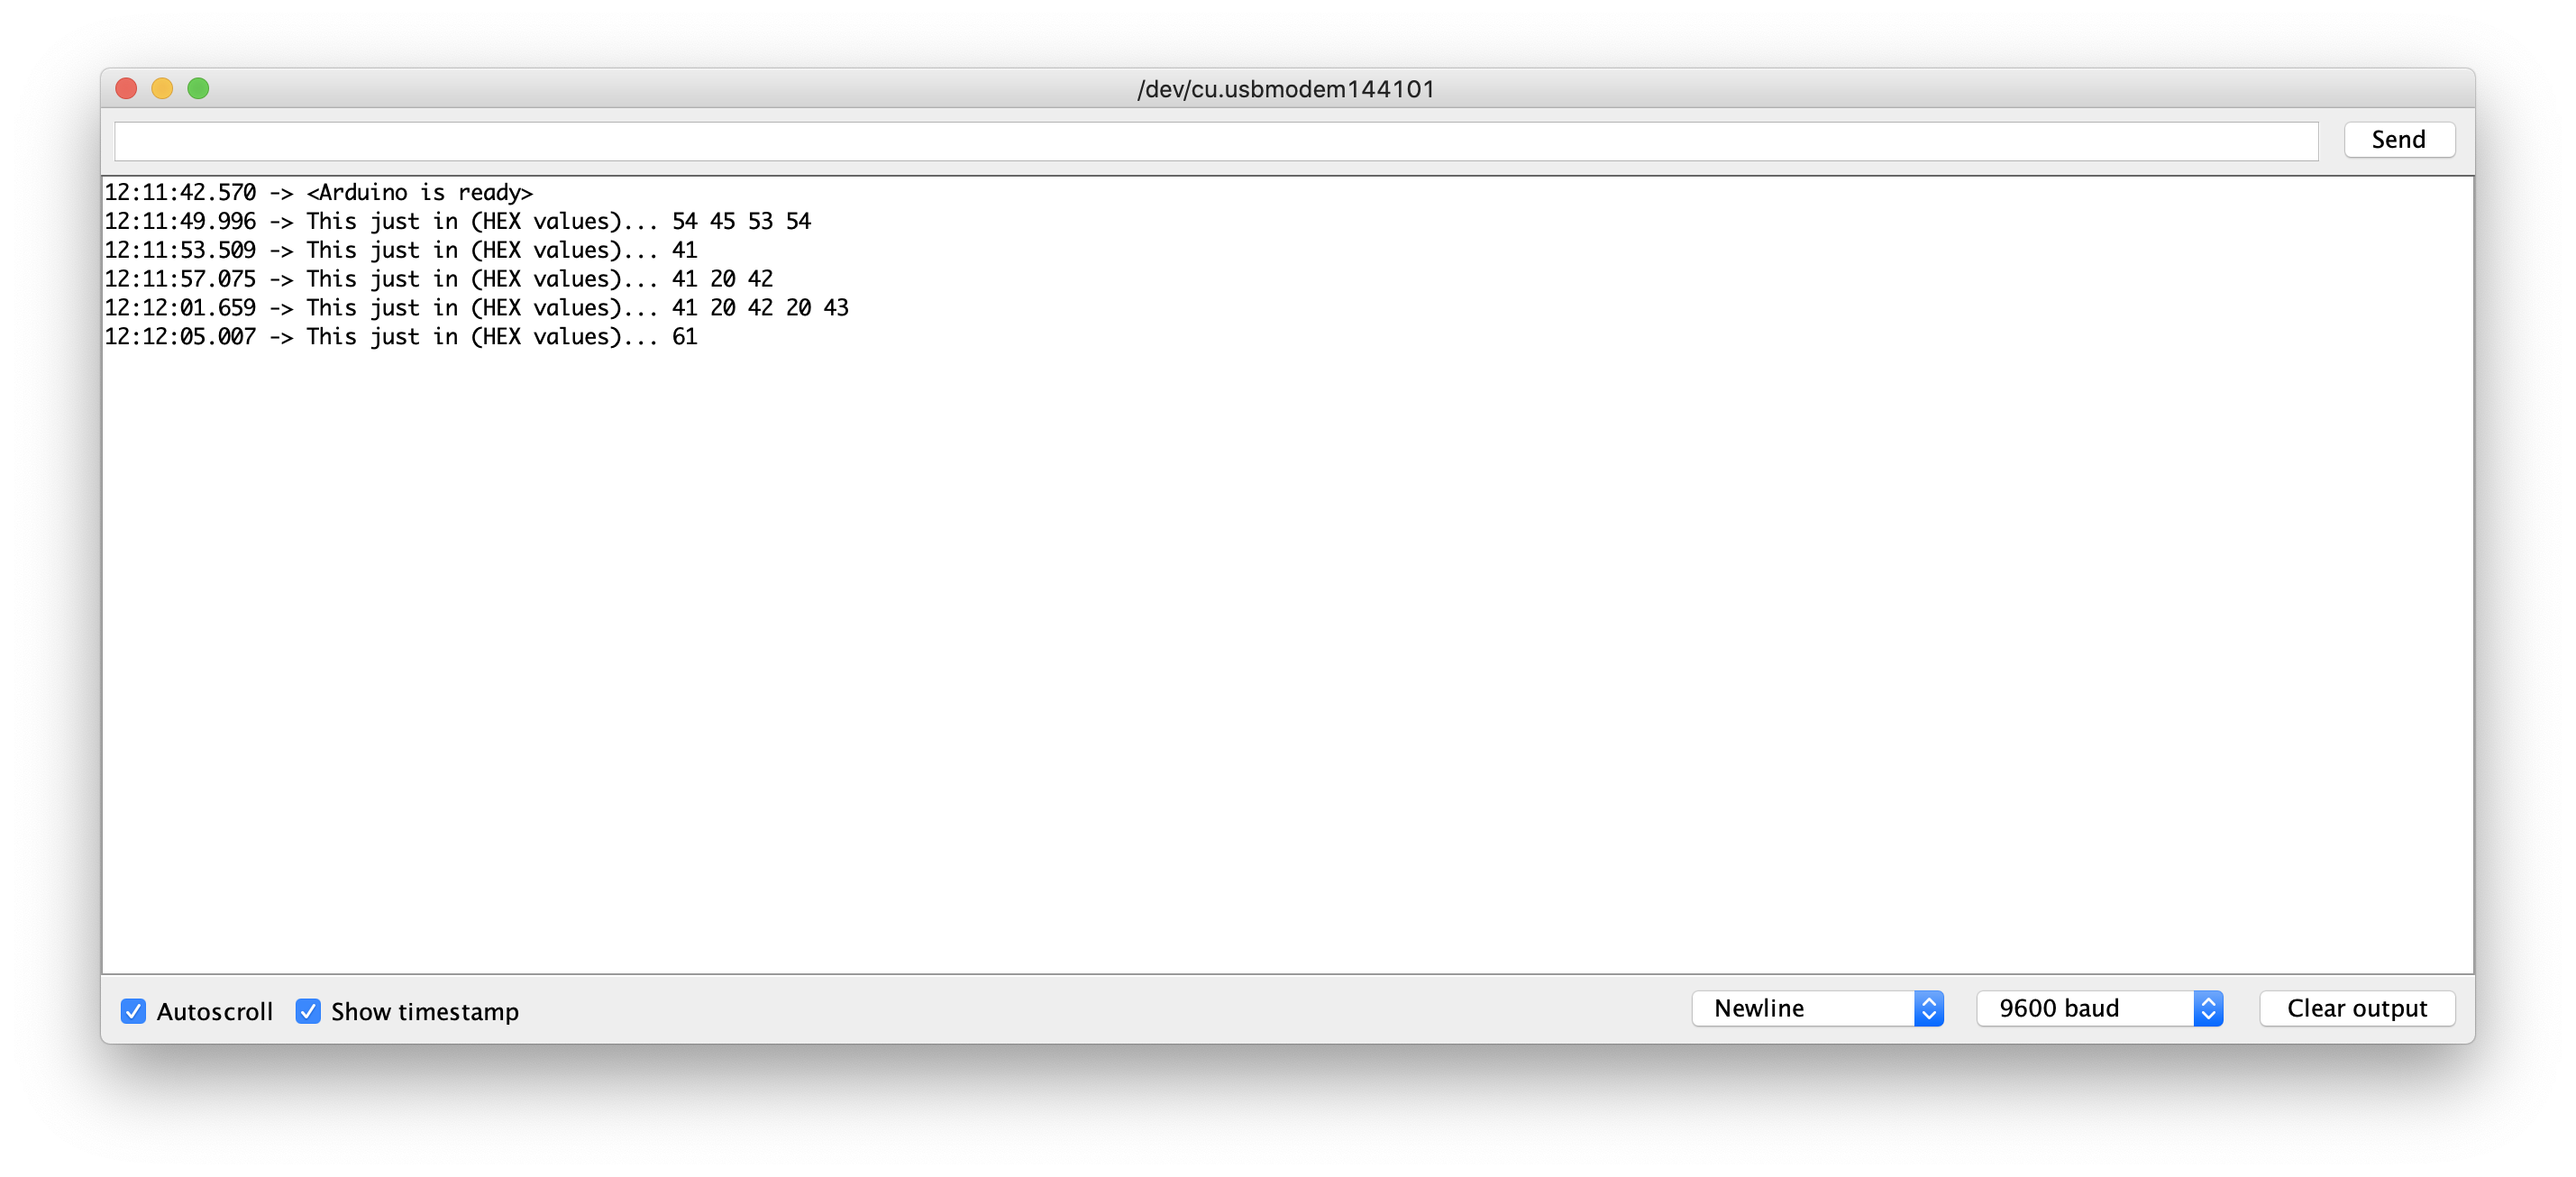 /dev/cu.usbmodem144101
Send
12:11:42.570 -> <Arduino is ready>
12:11:49.996 -> This just in (HEX values)... 54 45 53 54
12:11:53.509 -> This just in (HEX values)... 41
12:11:57.075 -> This just in (HEX values)... 41 20 42
12:12:01.659 -> This just in (HEX values)... 41 20 42 20 43
12:12:05.007 -> This just in (HEX values)... 61
Autoscroll Show timestamp Newline 9600 baud Clear output